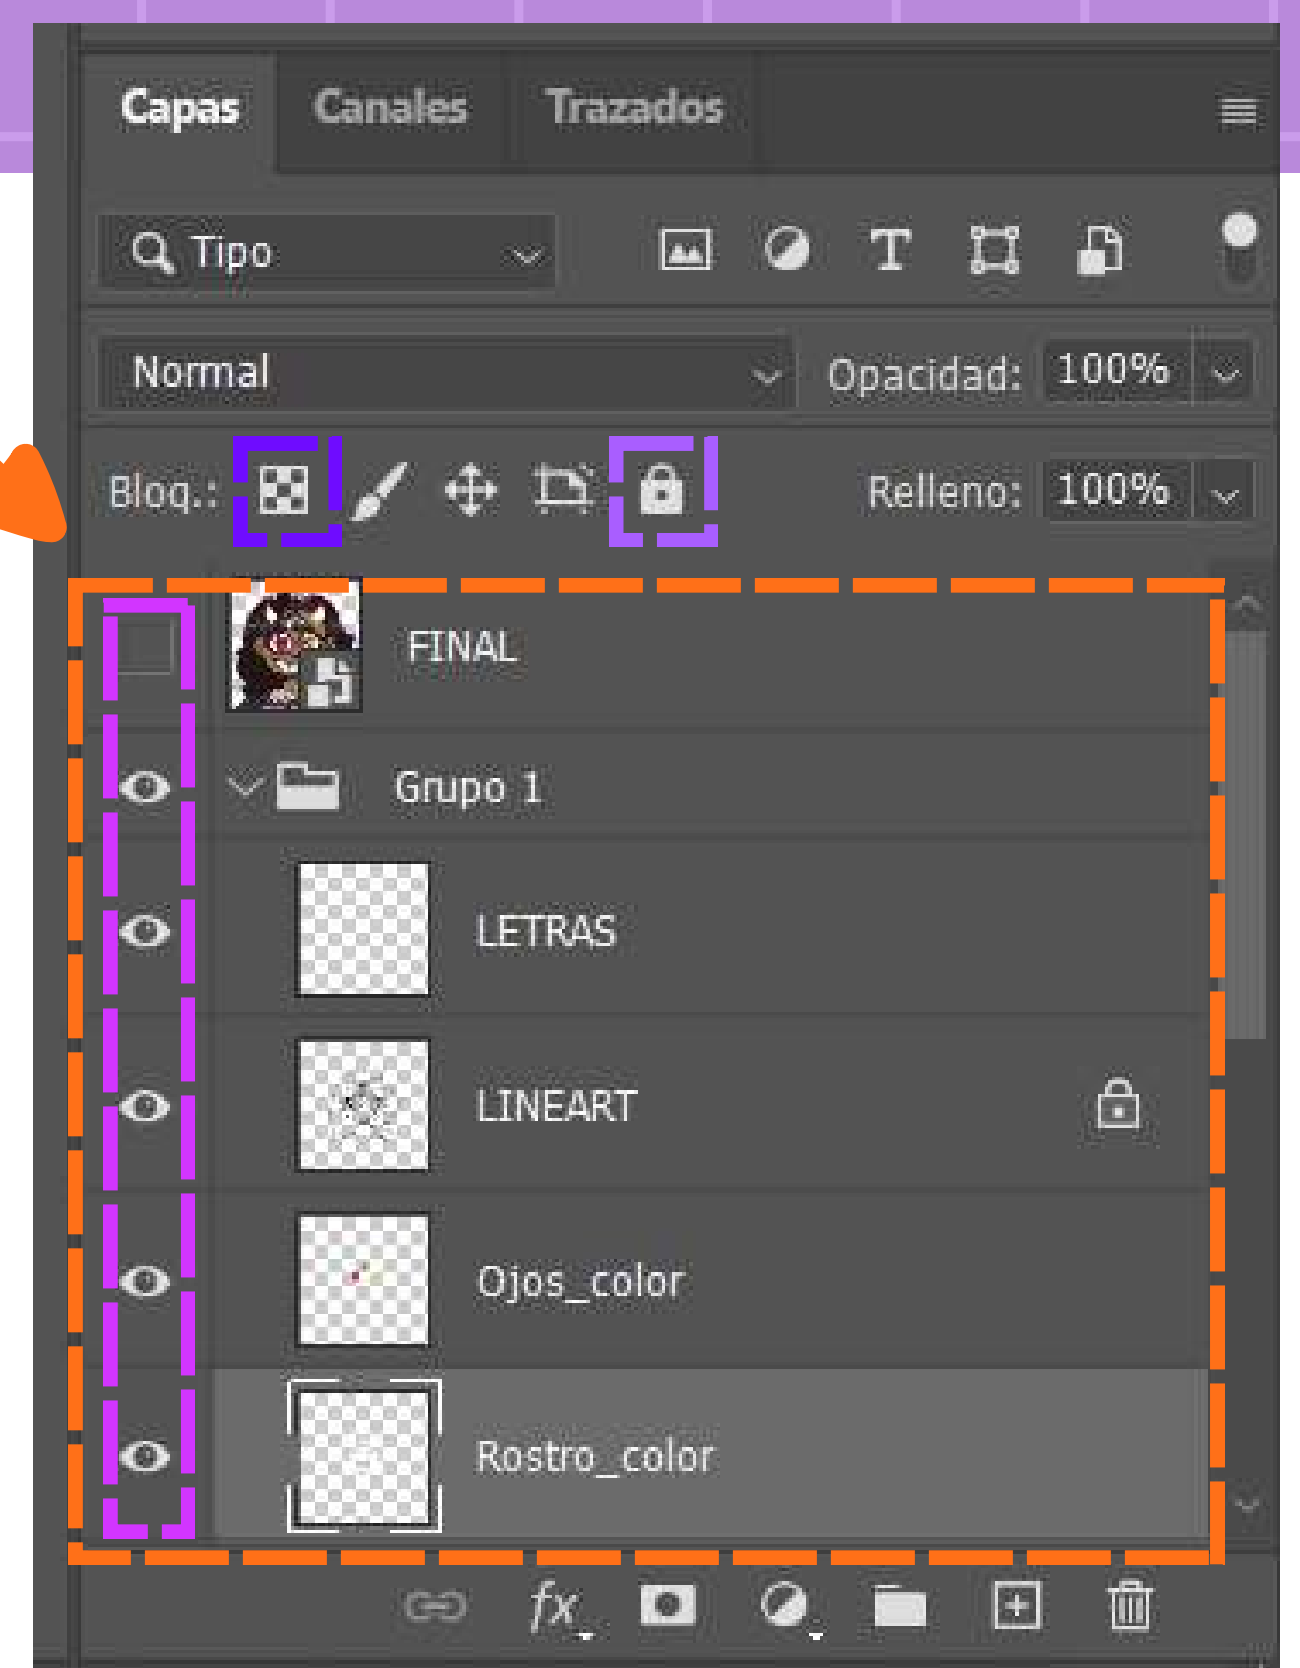 Capas Canales Trazados
Tipo T
Normal Opacidad: 100%
Bloq.: Relleno: 100%
FINAL
Grupo 1
LETRAS
LINEART
Ojos_color
Rostro_color
fx